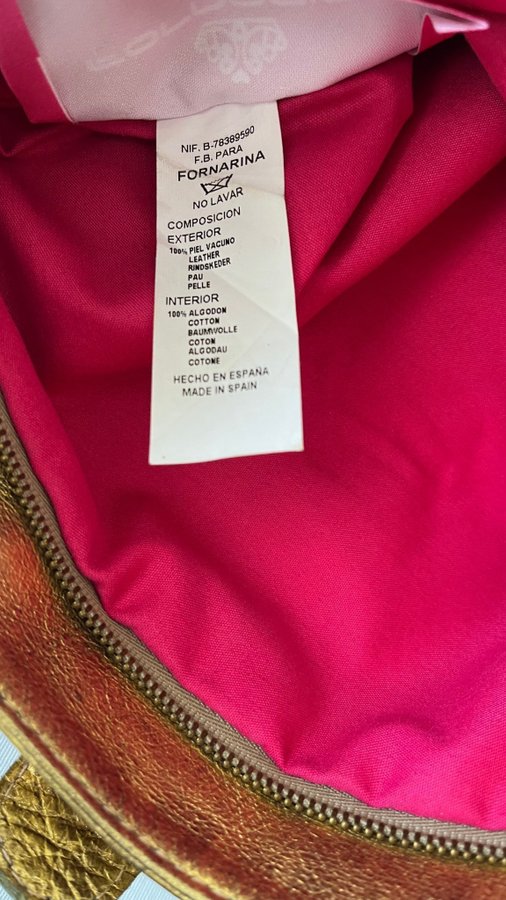 NIF. B-78389590
F.B. PARA
FORNARINA
NO LAVAR
COMPOSICION
EXTERIOR
100% PIEL VACUNO
LEATHER
RINDSKEDER
PAU
PELLE
INTERIOR
100% ALGODON
COTTON
BAUMWOLLE
COTON
ALGODAU
COTONE
HECHO EN ESPAÑA
MADE IN SPAIN